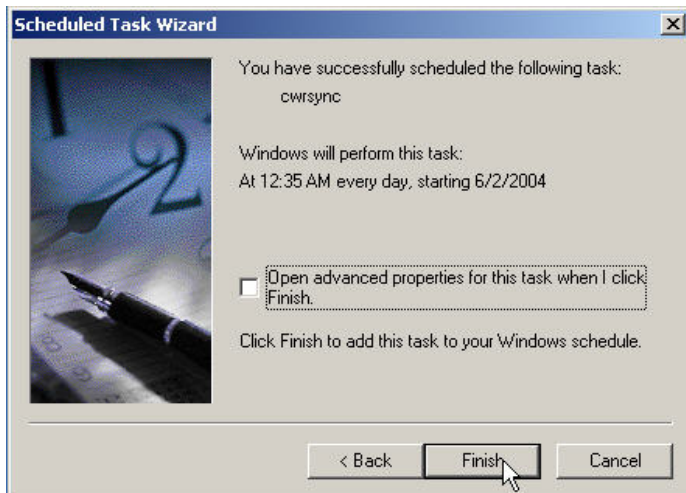 Scheduled Task Wizard
You have successfully scheduled the following task:
cwrsync
Windows will perform this task:
At 12:35 AM every day, starting 6/2/2004
Open advanced properties for this task when I click
Finish.
Click Finish to add this task to your Windows schedule.
< Back
Finish
Cancel